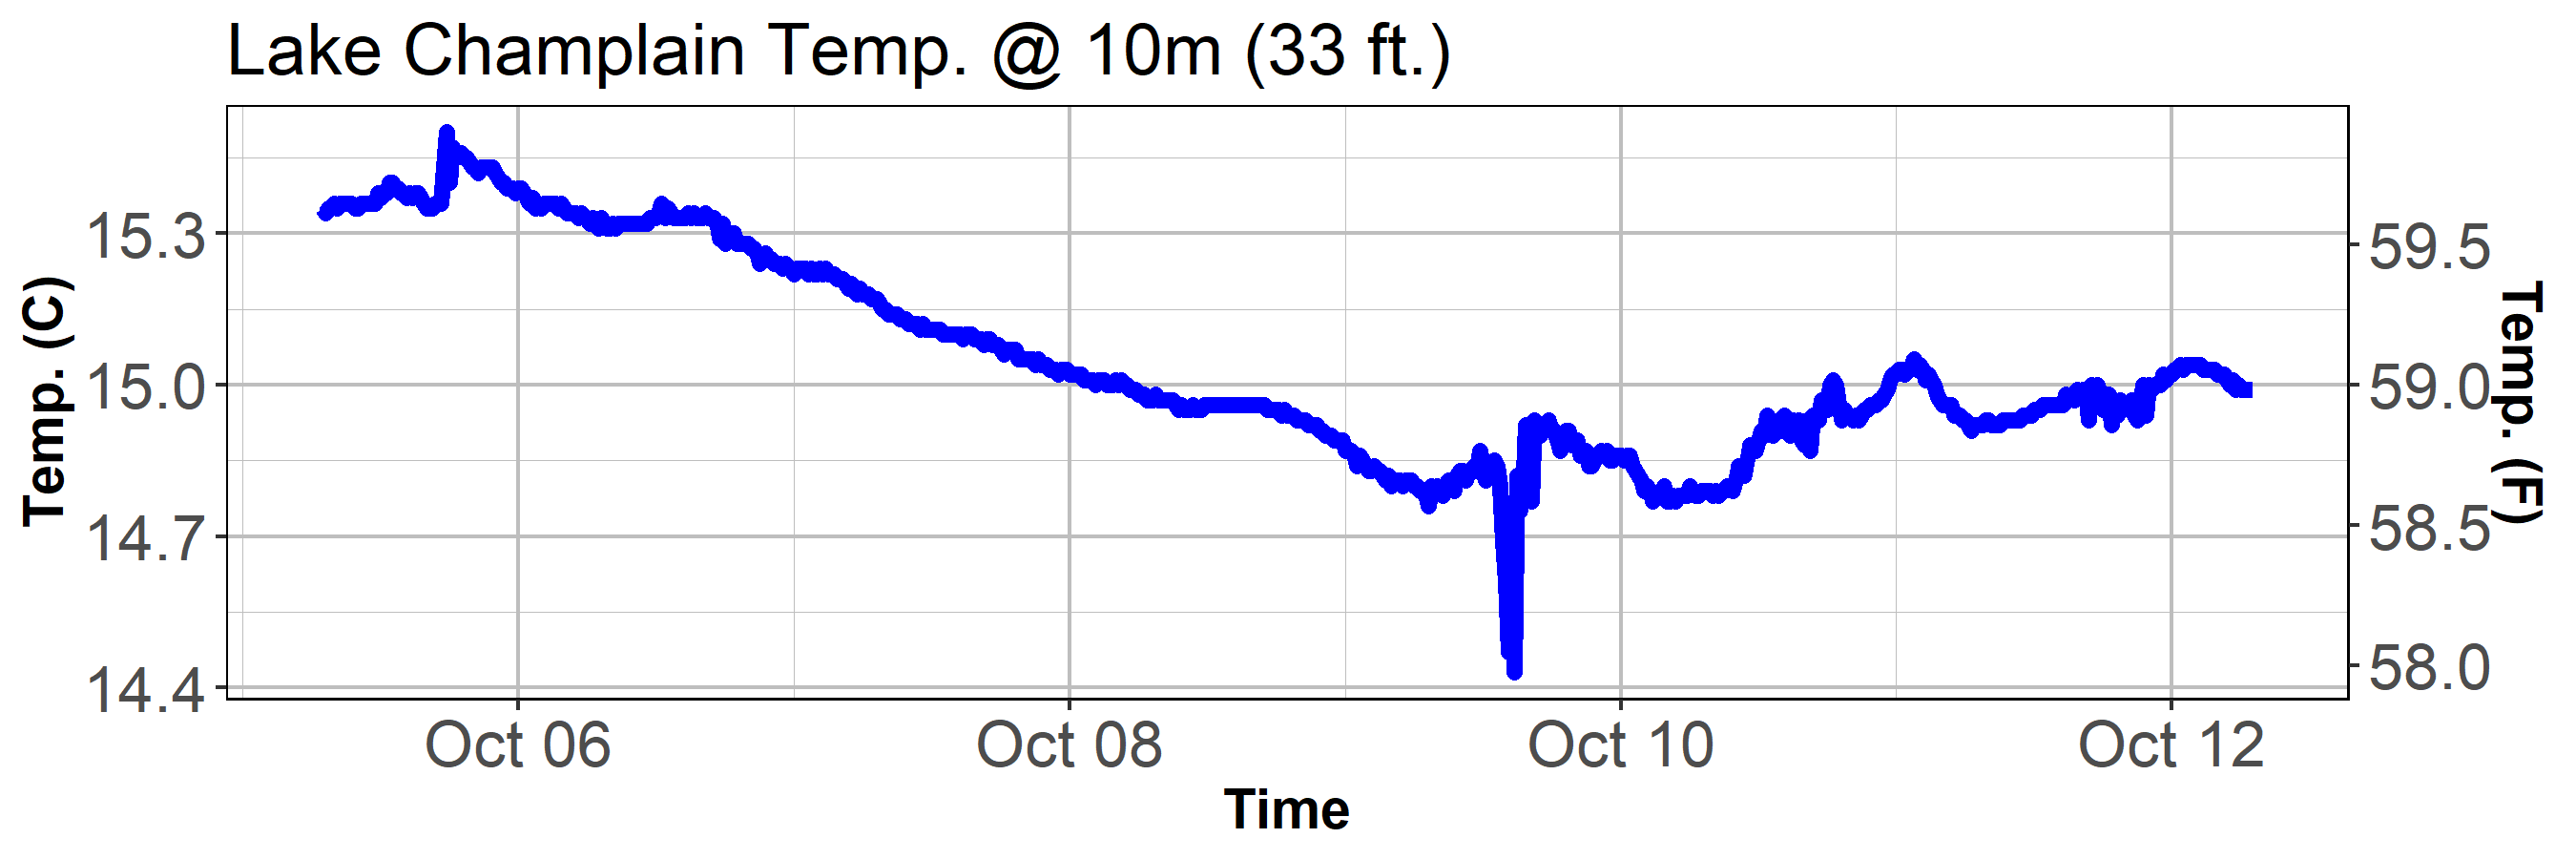 Lake Champlain Temp. @ 10m (33 ft.)
Temp. (C)
15.3
15.0
14.7
14.4
59.5
59.0
58.5
58.0
Temp. (F)
Oct 06
Oct 08
Oct 10
Oct 12
Time